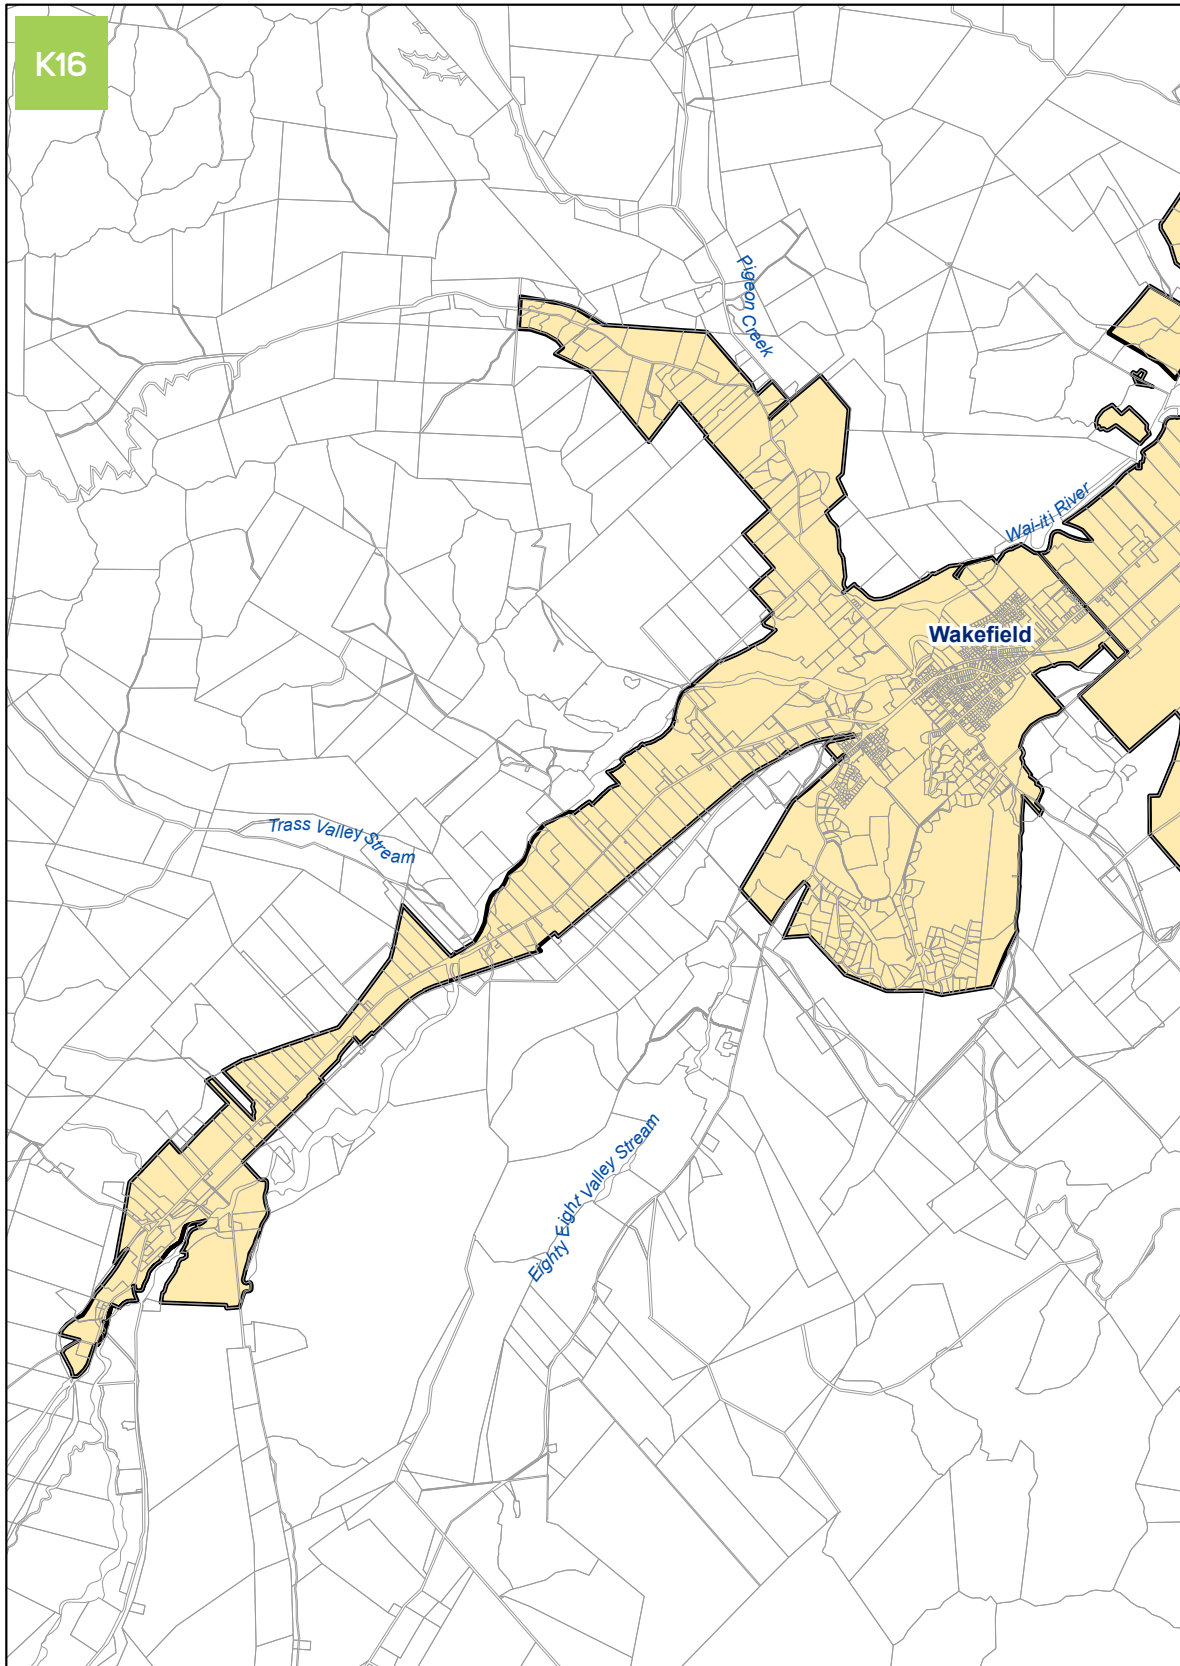 K16
Pigeon Creek
Wai-iti River
Wakefield
Trass Valley Stream
Eighty Eight Valley Stream